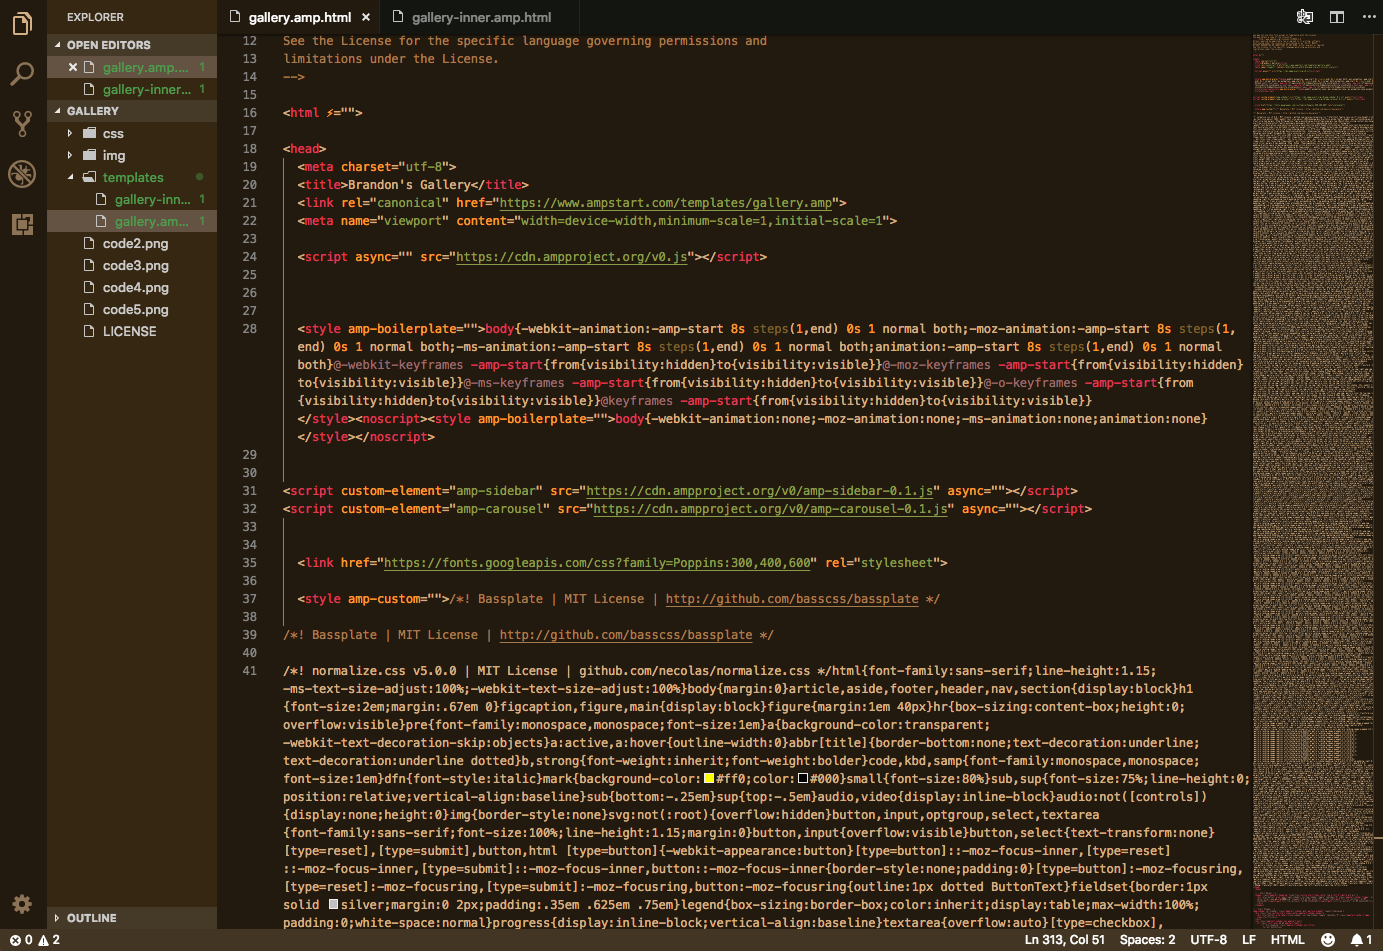 EXPLORER
OPEN EDITORS
gallery.amp.... 1
gallery-inner... 1
GALLERY
css
img
templates
gallery-inn... 1
gallery.am... 1
code2.png
code3.png
code4.png
code5.png
LICENSE
OUTLINE
gallery.amp.html
gallery-inner.amp.html
12 See the License for the specific language governing permissions and
13 limitations under the License.
14 -->
15
16 <html ⚡="">
17
18 <head>
19 <meta charset="utf-8">
20 <title>Brandon's Gallery</title>
21 <link rel="canonical" href="https://www.ampstart.com/templates/gallery.amp">
22 <meta name="viewport" content="width=device-width,minimum-scale=1,initial-scale=1">
23
24 <script async="" src="https://cdn.ampproject.org/v0.js"></script>
25
26
27
28 <style amp-boilerplate="">body{-webkit-animation:-amp-start 8s steps(1,end) 0s 1 normal both;-moz-animation:-amp-start 8s steps(1,
end) 0s 1 normal both;-ms-animation:-amp-start 8s steps(1,end) 0s 1 normal both;animation:-amp-start 8s steps(1,end) 0s 1 normal
both}@-webkit-keyframes -amp-start{from{visibility:hidden}to{visibility:visible}}@-moz-keyframes -amp-start{from{visibility:hidden}
to{visibility:visible}}@-ms-keyframes -amp-start{from{visibility:hidden}to{visibility:visible}}@-o-keyframes -amp-start{from
{visibility:hidden}to{visibility:visible}}@keyframes -amp-start{from{visibility:hidden}to{visibility:visible}}
</style><noscript><style amp-boilerplate="">body{-webkit-animation:none;-moz-animation:none;-ms-animation:none;animation:none}
</style></noscript>
29
30
31 <script custom-element="amp-sidebar" src="https://cdn.ampproject.org/v0/amp-sidebar-0.1.js" async=""></script>
32 <script custom-element="amp-carousel" src="https://cdn.ampproject.org/v0/amp-carousel-0.1.js" async=""></script>
33
34
35 <link href="https://fonts.googleapis.com/css?family=Poppins:300,400,600" rel="stylesheet">
36
37 <style amp-custom="">/*! Bassplate | MIT License | http://github.com/basscss/bassplate */
38
39 /*! Bassplate | MIT License | http://github.com/basscss/bassplate */
40
41 /*! normalize.css v5.0.0 | MIT License | github.com/necolas/normalize.css */html{font-family:sans-serif;line-height:1.15;
-ms-text-size-adjust:100%;-webkit-text-size-adjust:100%}body{margin:0}article,aside,footer,header,nav,section{display:block}h1
{font-size:2em;margin:.67em 0}figcaption,figure,main{display:block}figure{margin:1em 40px}hr{box-sizing:content-box;height:0;
overflow:visible}pre{font-family:monospace,monospace;font-size:1em}a{background-color:transparent;
-webkit-text-decoration-skip:objects}a:active,a:hover{outline-width:0}abbr[title]{border-bottom:none;text-decoration:underline;
text-decoration:underline dotted}b,strong{font-weight:inherit;font-weight:bolder}code,kbd,samp{font-family:monospace,monospace;
font-size:1em}dfn{font-style:italic}mark{background-color:#ff0;color:#000}small{font-size:80%}sub,sup{font-size:75%;line-height:0;
position:relative;vertical-align:baseline}sub{bottom:-.25em}sup{top:-.5em}audio,video{display:inline-block}audio:not([controls])
{display:none;height:0}img{border-style:none}svg:not(:root){overflow:hidden}button,input,optgroup,select,textarea
{font-family:sans-serif;font-size:100%;line-height:1.15;margin:0}button,input{overflow:visible}button,select{text-transform:none}
[type=reset],[type=submit],button,html [type=button]{-webkit-appearance:button}[type=button]::-moz-focus-inner,[type=reset]
::-moz-focus-inner,[type=submit]::-moz-focus-inner,button::-moz-focus-inner{border-style:none;padding:0}[type=button]:-moz-focusring,
[type=reset]:-moz-focusring,[type=submit]:-moz-focusring,button:-moz-focusring{outline:1px dotted ButtonText}fieldset{border:1px
solid silver;margin:0 2px;padding:.35em .625em .75em}legend{box-sizing:border-box;color:inherit;display:table;max-width:100%;
padding:0;white-space:normal}progress{display:inline-block;vertical-align:baseline}textarea{overflow:auto}[type=checkbox],
0 2
Ln 313, Col 51 Spaces: 2 UTF-8 LF HTML 1